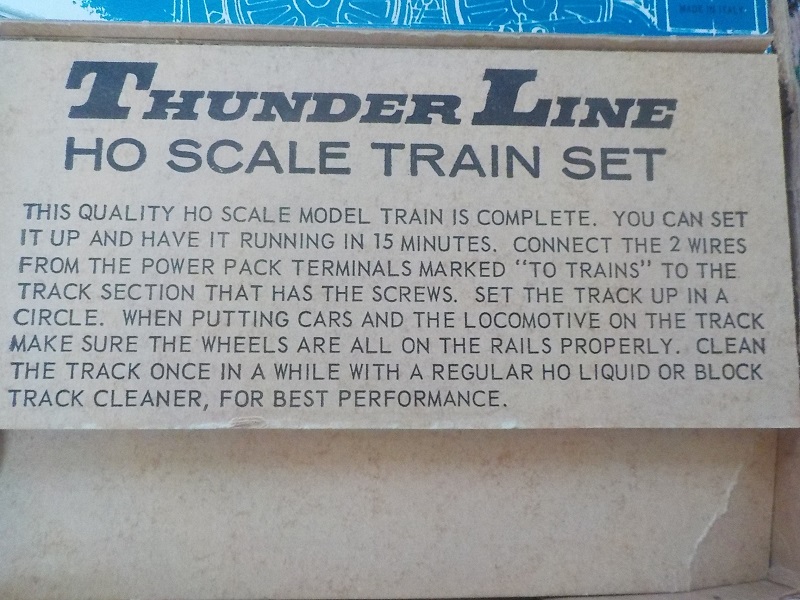 MADE IN ITALY
THUNDER LINE
HO SCALE TRAIN SET
THIS QUALITY HO SCALE MODEL TRAIN IS COMPLETE. YOU CAN SET
IT UP AND HAVE IT RUNNING IN 15 MINUTES. CONNECT THE 2 WIRES
FROM THE POWER PACK TERMINALS MARKED "TO TRAINS" TO THE
TRACK SECTION THAT HAS THE SCREWS. SET THE TRACK UP IN A
CIRCLE. WHEN PUTTING CARS AND THE LOCOMOTIVE ON THE TRACK
MAKE SURE THE WHEELS ARE ALL ON THE RAILS PROPERLY. CLEAN
THE TRACK ONCE IN A WHILE WITH A REGULAR HO LIQUID OR BLOCK
TRACK CLEANER, FOR BEST PERFORMANCE.